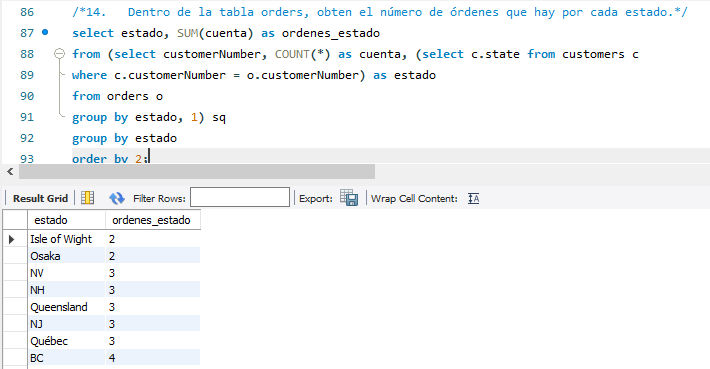 86 /*14. Dentro de la tabla orders, obten el número de órdenes que hay por cada estado.*/
87 select estado, SUM(cuenta) as ordenes_estado
88 from (select customerNumber, COUNT(*) as cuenta, (select c.state from customers c
89 where c.customerNumber = o.customerNumber) as estado
90 from orders o
91 group by estado, 1) sq
92 group by estado
93 order by 2;
Result Grid Filter Rows: Export: Wrap Cell Content: IA
estado ordenes_estado
Isle of Wight 2
Osaka 2
NV 3
NH 3
Queensland 3
NJ 3
Québec 3
BC 4